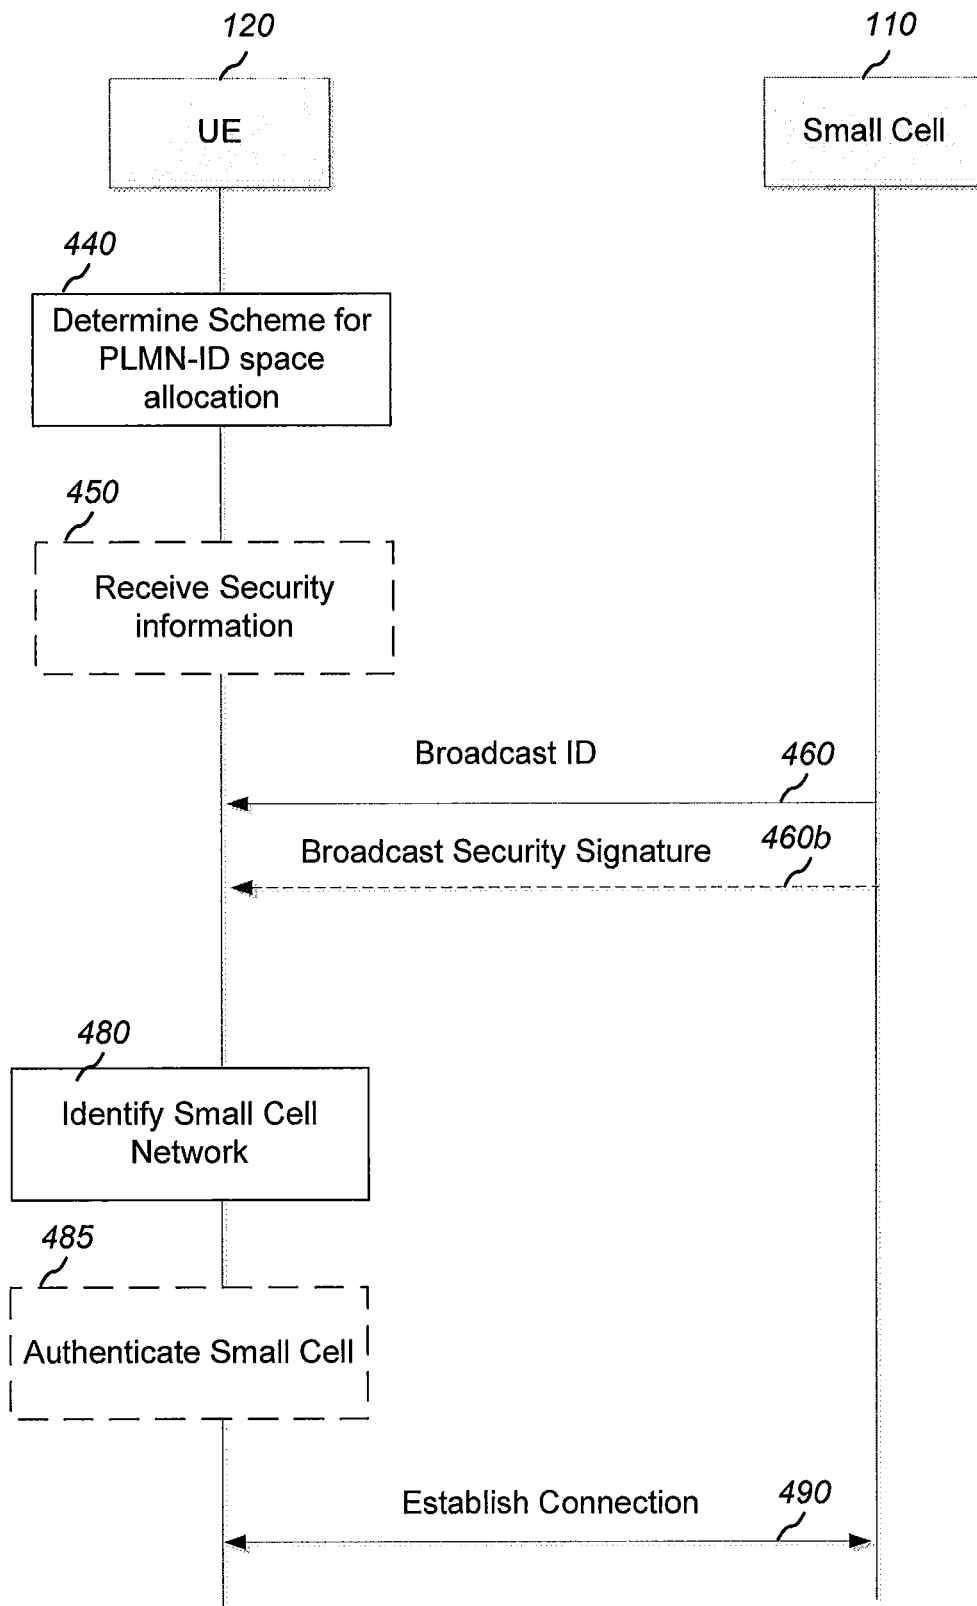 120
110
UE
Small Cell
440
Determine Scheme for
PLMN-ID space
allocation
450
Receive Security
information
Broadcast ID
460
Broadcast Security Signature
460b
480
Identify Small Cell
Network
485
Authenticate Small Cell
Establish Connection
490